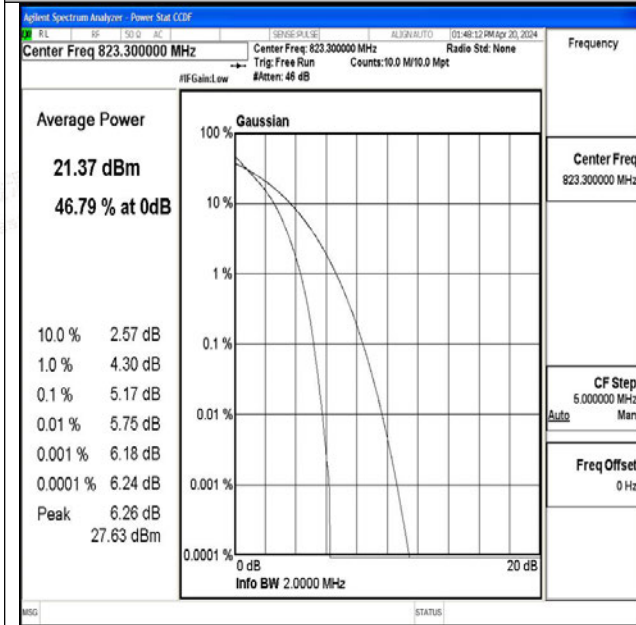 Agilent Spectrum Analyzer - Power Stat CCDF
RL RF 50 Ω AC SENSE:PULSE ALIGNAUTO 01:48:12 PM Apr 20, 2024
Center Freq 823.300000 MHz
Center Freq: 823.300000 MHz Radio Std: None
Trig: Free Run Counts:10.0 M/10.0 Mpt
#IFGain:Low #Atten: 46 dB
Frequency
Average Power
21.37 dBm
46.79 % at 0dB
10.0 % 2.57 dB
1.0 % 4.30 dB
0.1 % 5.17 dB
0.01 % 5.75 dB
0.001 % 6.18 dB
0.0001 % 6.24 dB
Peak 6.26 dB
27.63 dBm
Gaussian
100 %
10 %
1 %
0.1 %
0.01 %
0.001 %
0.0001 %
0 dB 20 dB
Info BW 2.0000 MHz
Center Freq
823.300000 MHz
CF Step
5.000000 MHz
Auto Man
Freq Offset
0 Hz
MSG STATUS